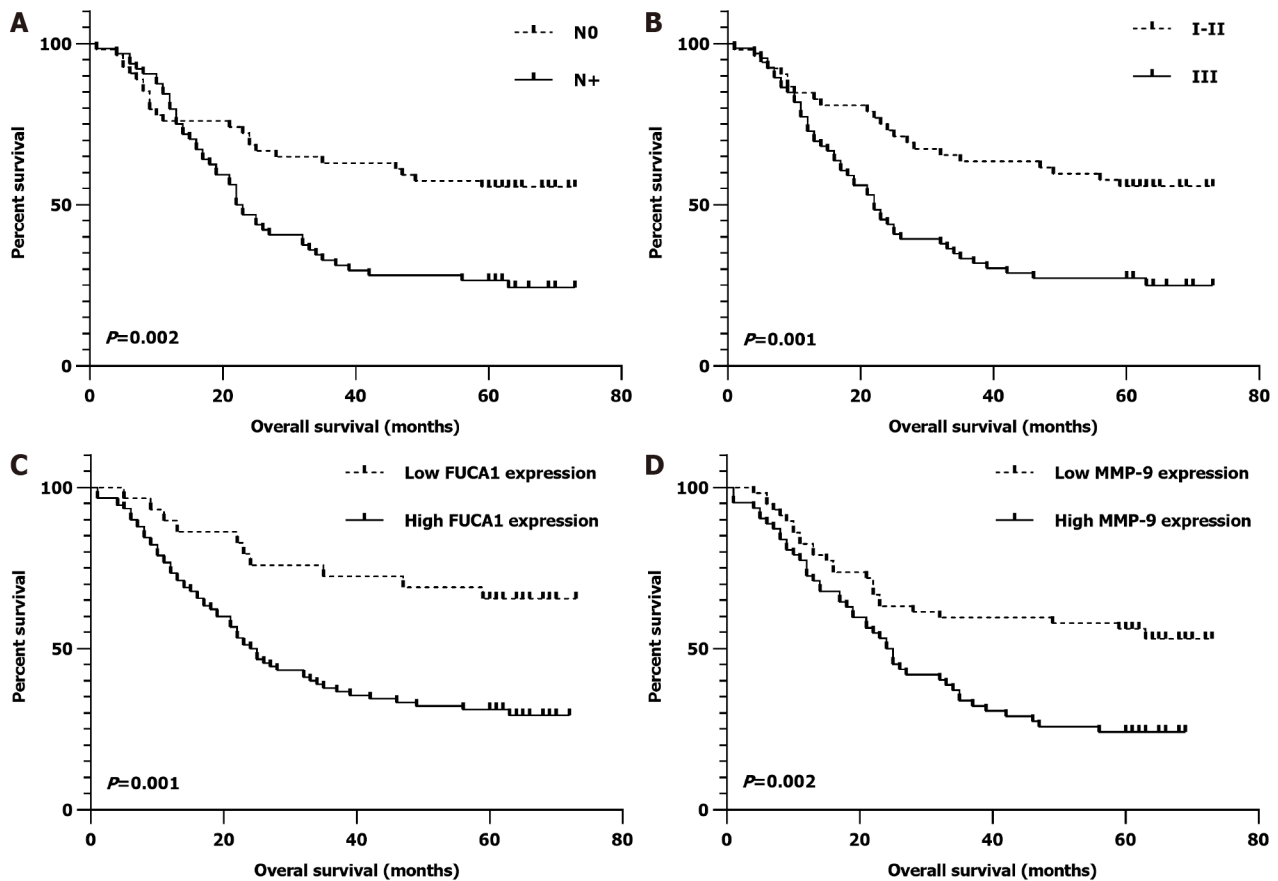 A
N0
N+
100
50
0
Percent survival
P=0.002
0 20 40 60 80
Overall survival (months)
B
I-II
III
100
50
0
Percent survival
P=0.001
0 20 40 60 80
Overall survival (months)
C
Low FUCA1 expression
High FUCA1 expression
100
50
0
Percent survival
P=0.001
0 20 40 60 80
Overall survival (months)
D
Low MMP-9 expression
High MMP-9 expression
100
50
0
Percent survival
P=0.002
0 20 40 60 80
Overall survival (months)